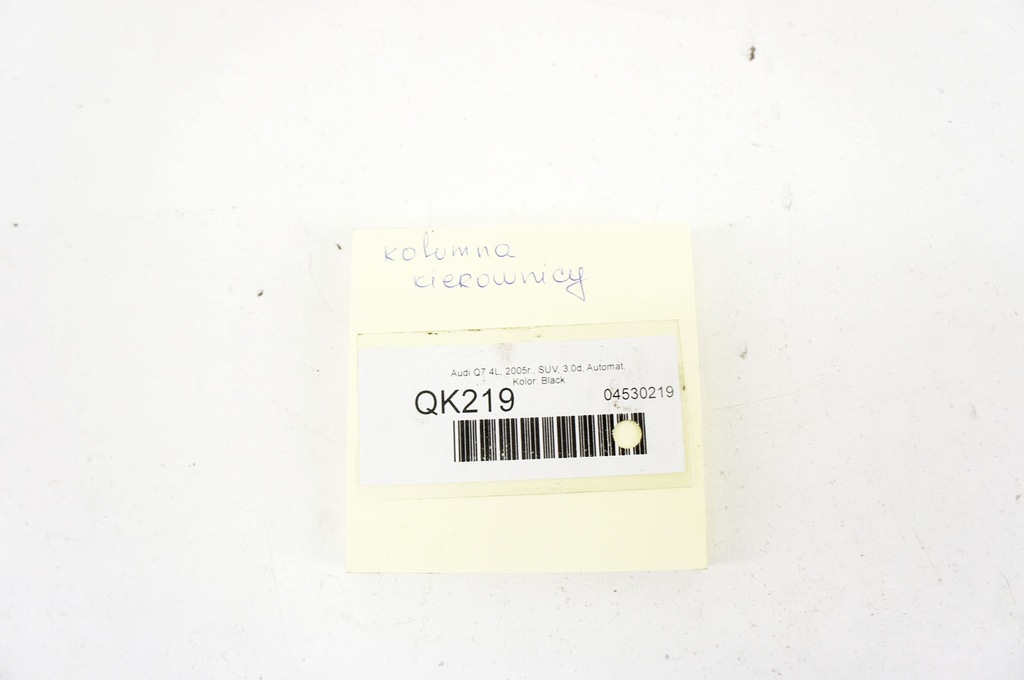 kolumna
kierownicy
Audi Q7 4L, 2005r., SUV, 3.0d, Automat,
Kolor: Black
QK219
04530219